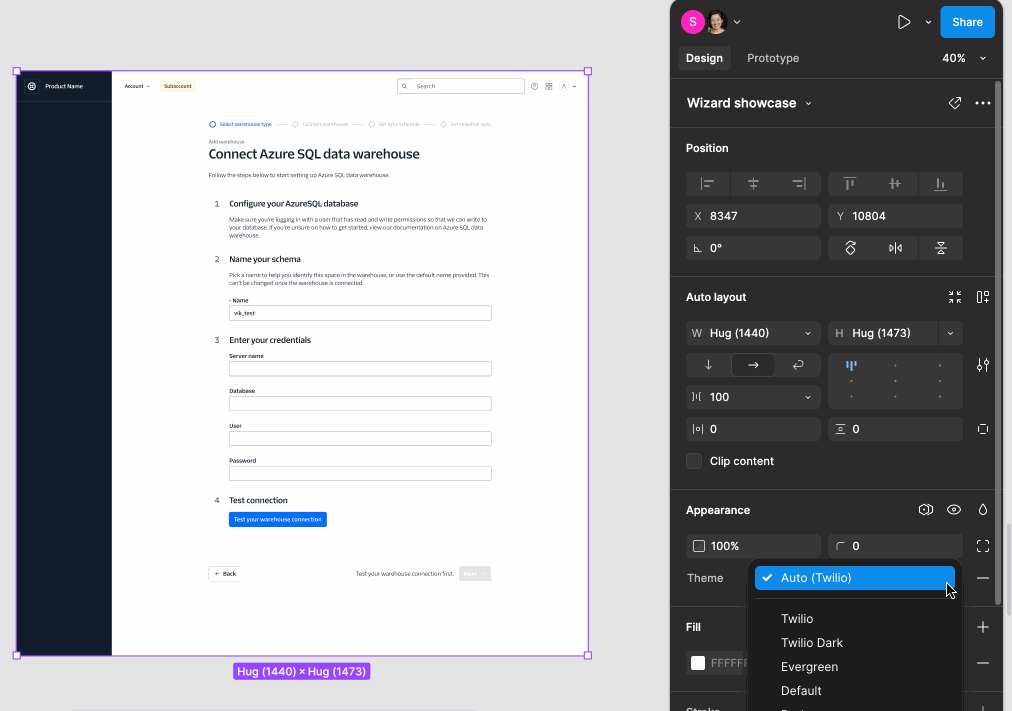 Product Name
Account
Subaccount
Search
A
Select warehouse type
Connect warehouse
Set sync schedule
Set selective sync
Add warehouse
Connect Azure SQL data warehouse
Follow the steps below to start setting up Azure SQL data warehouse.
1 Configure your AzureSQL database
Make sure you're logging in with a user that has read and write permissions so that we can write to
your database. If you're unsure on how to get started, view our documentation on Azure SQL data
warehouse.
2 Name your schema
Pick a name to help you identify this space in the warehouse, or use the default name provided. This
can't be changed once the warehouse is connected.
Name
vik_test
3 Enter your credentials
Server name
Database
User
Password
4 Test connection
Test your warehouse connection
Back
Test your warehouse connection first.
Next
Hug (1440) × Hug (1473)
S
Share
Design
Prototype
40%
Wizard showcase
Position
X 8347
Y 10804
0°
Auto layout
W Hug (1440)
H Hug (1473)
100
0
0
Clip content
Appearance
100%
0
Theme
Auto (Twilio)
Twilio
Twilio Dark
Evergreen
Default
Fill